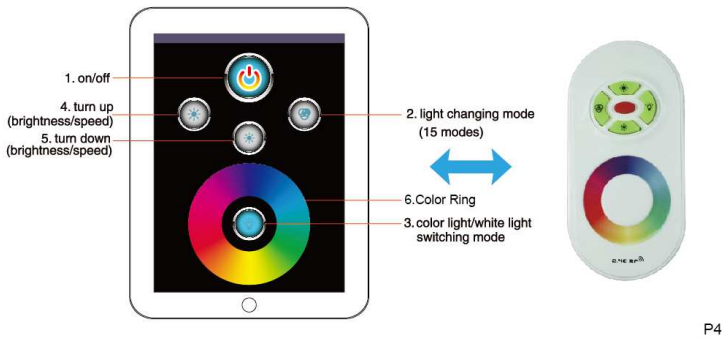 1. on/off
4. turn up
(brightness/speed)
5. turn down
(brightness/speed)
2. light changing mode
(15 modes)
6.Color Ring
3. color light/white light
switching mode
P4